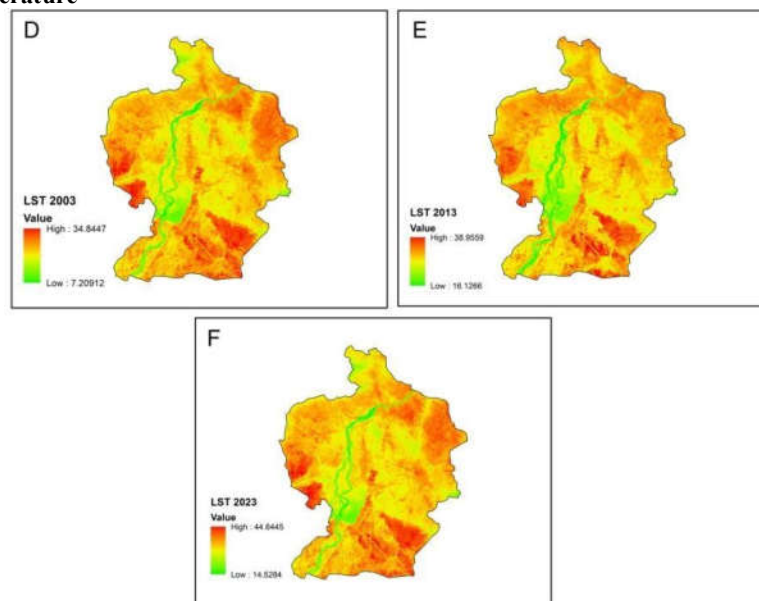 erature
D
LST 2003
Value
High : 34.8447
Low : 7.20912
E
LST 2013
Value
High : 38.9559
Low : 16.1266
F
LST 2023
Value
High : 44.6445
Low : 14.5284